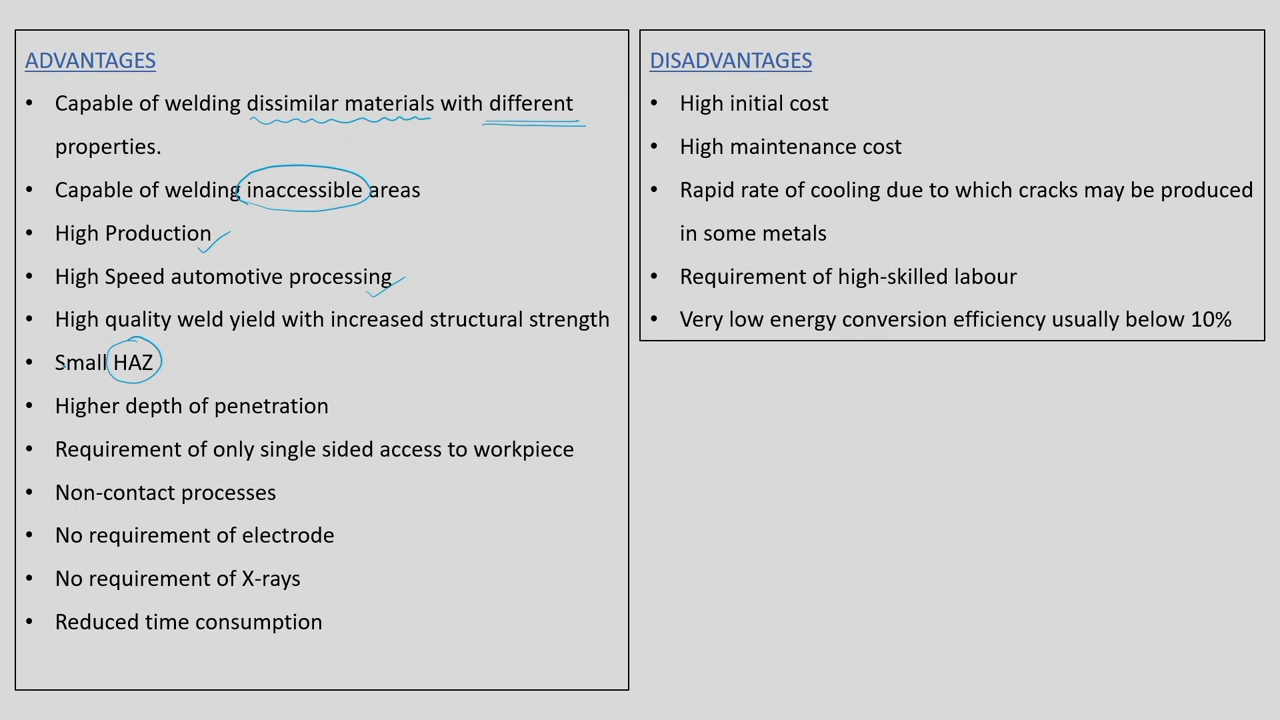 ADVANTAGES
• Capable of welding dissimilar materials with different
properties.
• Capable of welding inaccessible areas
• High Production
• High Speed automotive processing
• High quality weld yield with increased structural strength
• Small HAZ
• Higher depth of penetration
• Requirement of only single sided access to workpiece
• Non-contact processes
• No requirement of electrode
• No requirement of X-rays
• Reduced time consumption
DISADVANTAGES
• High initial cost
• High maintenance cost
• Rapid rate of cooling due to which cracks may be produced
in some metals
• Requirement of high-skilled labour
• Very low energy conversion efficiency usually below 10%